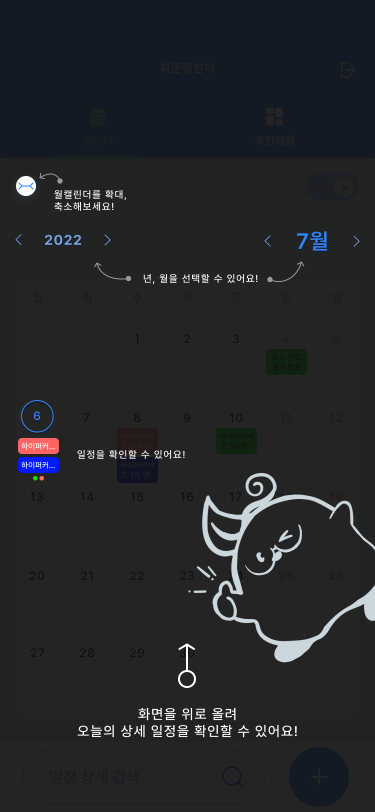 취준캘린더
캘린더
추천채용
월캘린더를 확대,
축소해보세요!
2022
7월
년, 월을 선택할 수 있어요!
월 화 수 목 금 토 일
1 2 3 4 5
6 7 8 9 10 11 12
하이퍼커...
하이퍼커...
일정을 확인할 수 있어요!
13 14 15 16 17 19
20 21 22 23 25 26
27 28 29
화면을 위로 올려
오늘의 상세 일정을 확인할 수 있어요!
일정 상세 검색